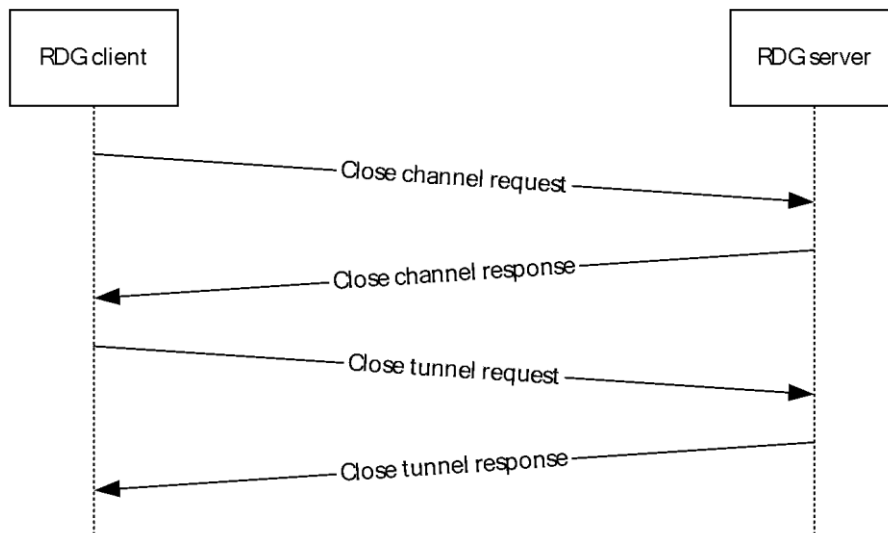 RDG client
RDG server
Close channel request
Close channel response
Close tunnel request
Close tunnel response